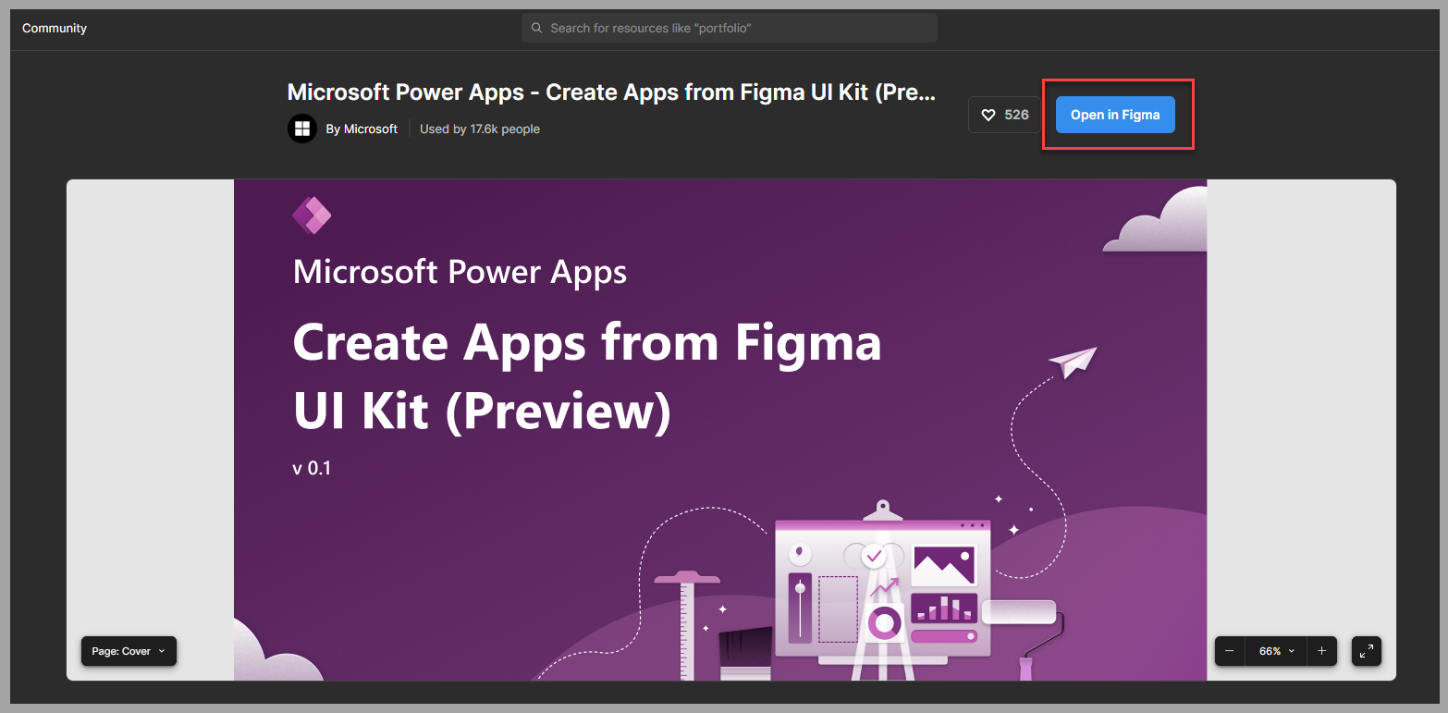 Community
Search for resources like “portfolio”
Microsoft Power Apps - Create Apps from Figma UI Kit (Pre...
By Microsoft
Used by 17.6k people
526
Open in Figma
Microsoft Power Apps
Create Apps from Figma
UI Kit (Preview)
v 0.1
Page: Cover
66%